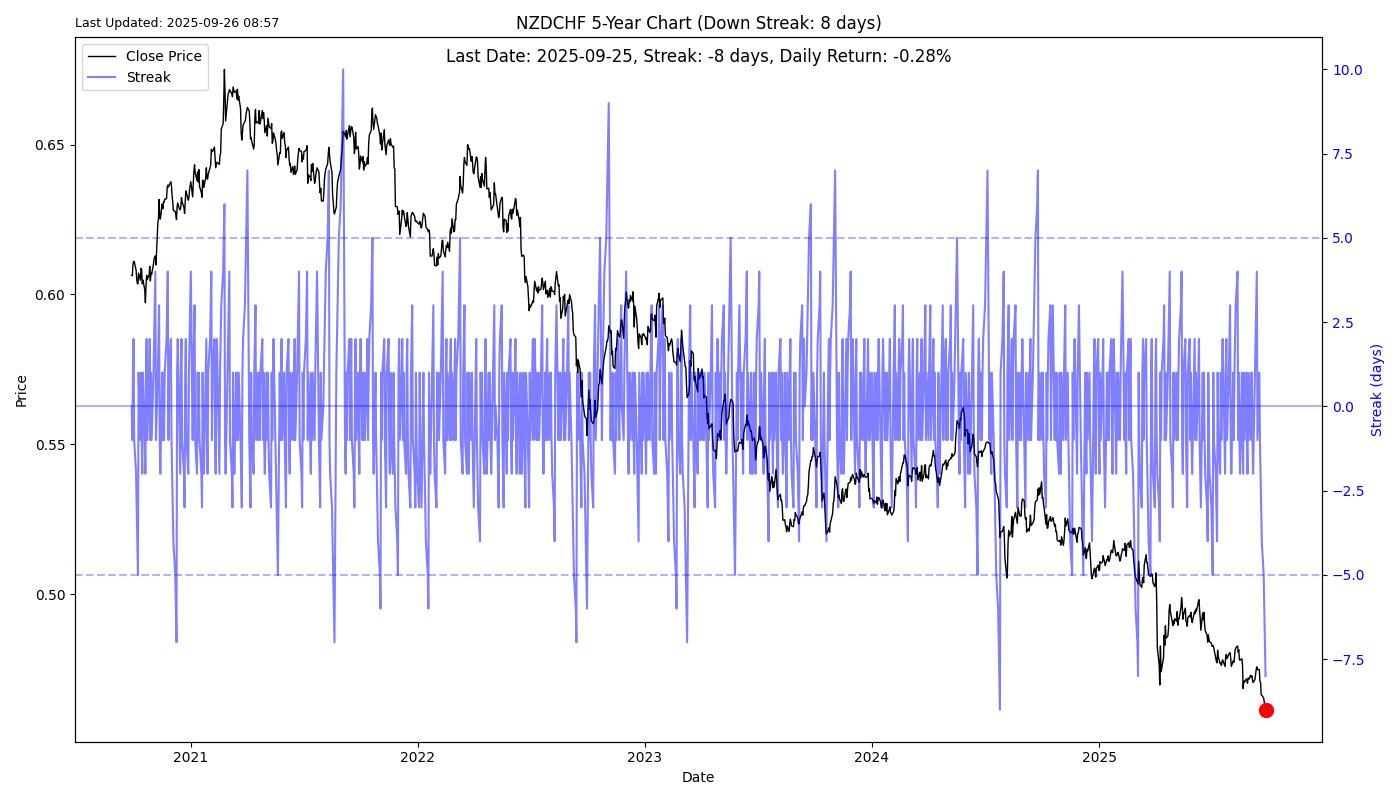 Last Updated: 2025-09-26 08:57
NZDCHF 5-Year Chart (Down Streak: 8 days)
Last Date: 2025-09-25, Streak: -8 days, Daily Return: -0.28%
Close Price
Streak
0.65
0.60
0.55
0.50
Price
10.0
7.5
5.0
2.5
0.0
−2.5
−5.0
−7.5
Streak (days)
2021
2022
2023
2024
2025
Date